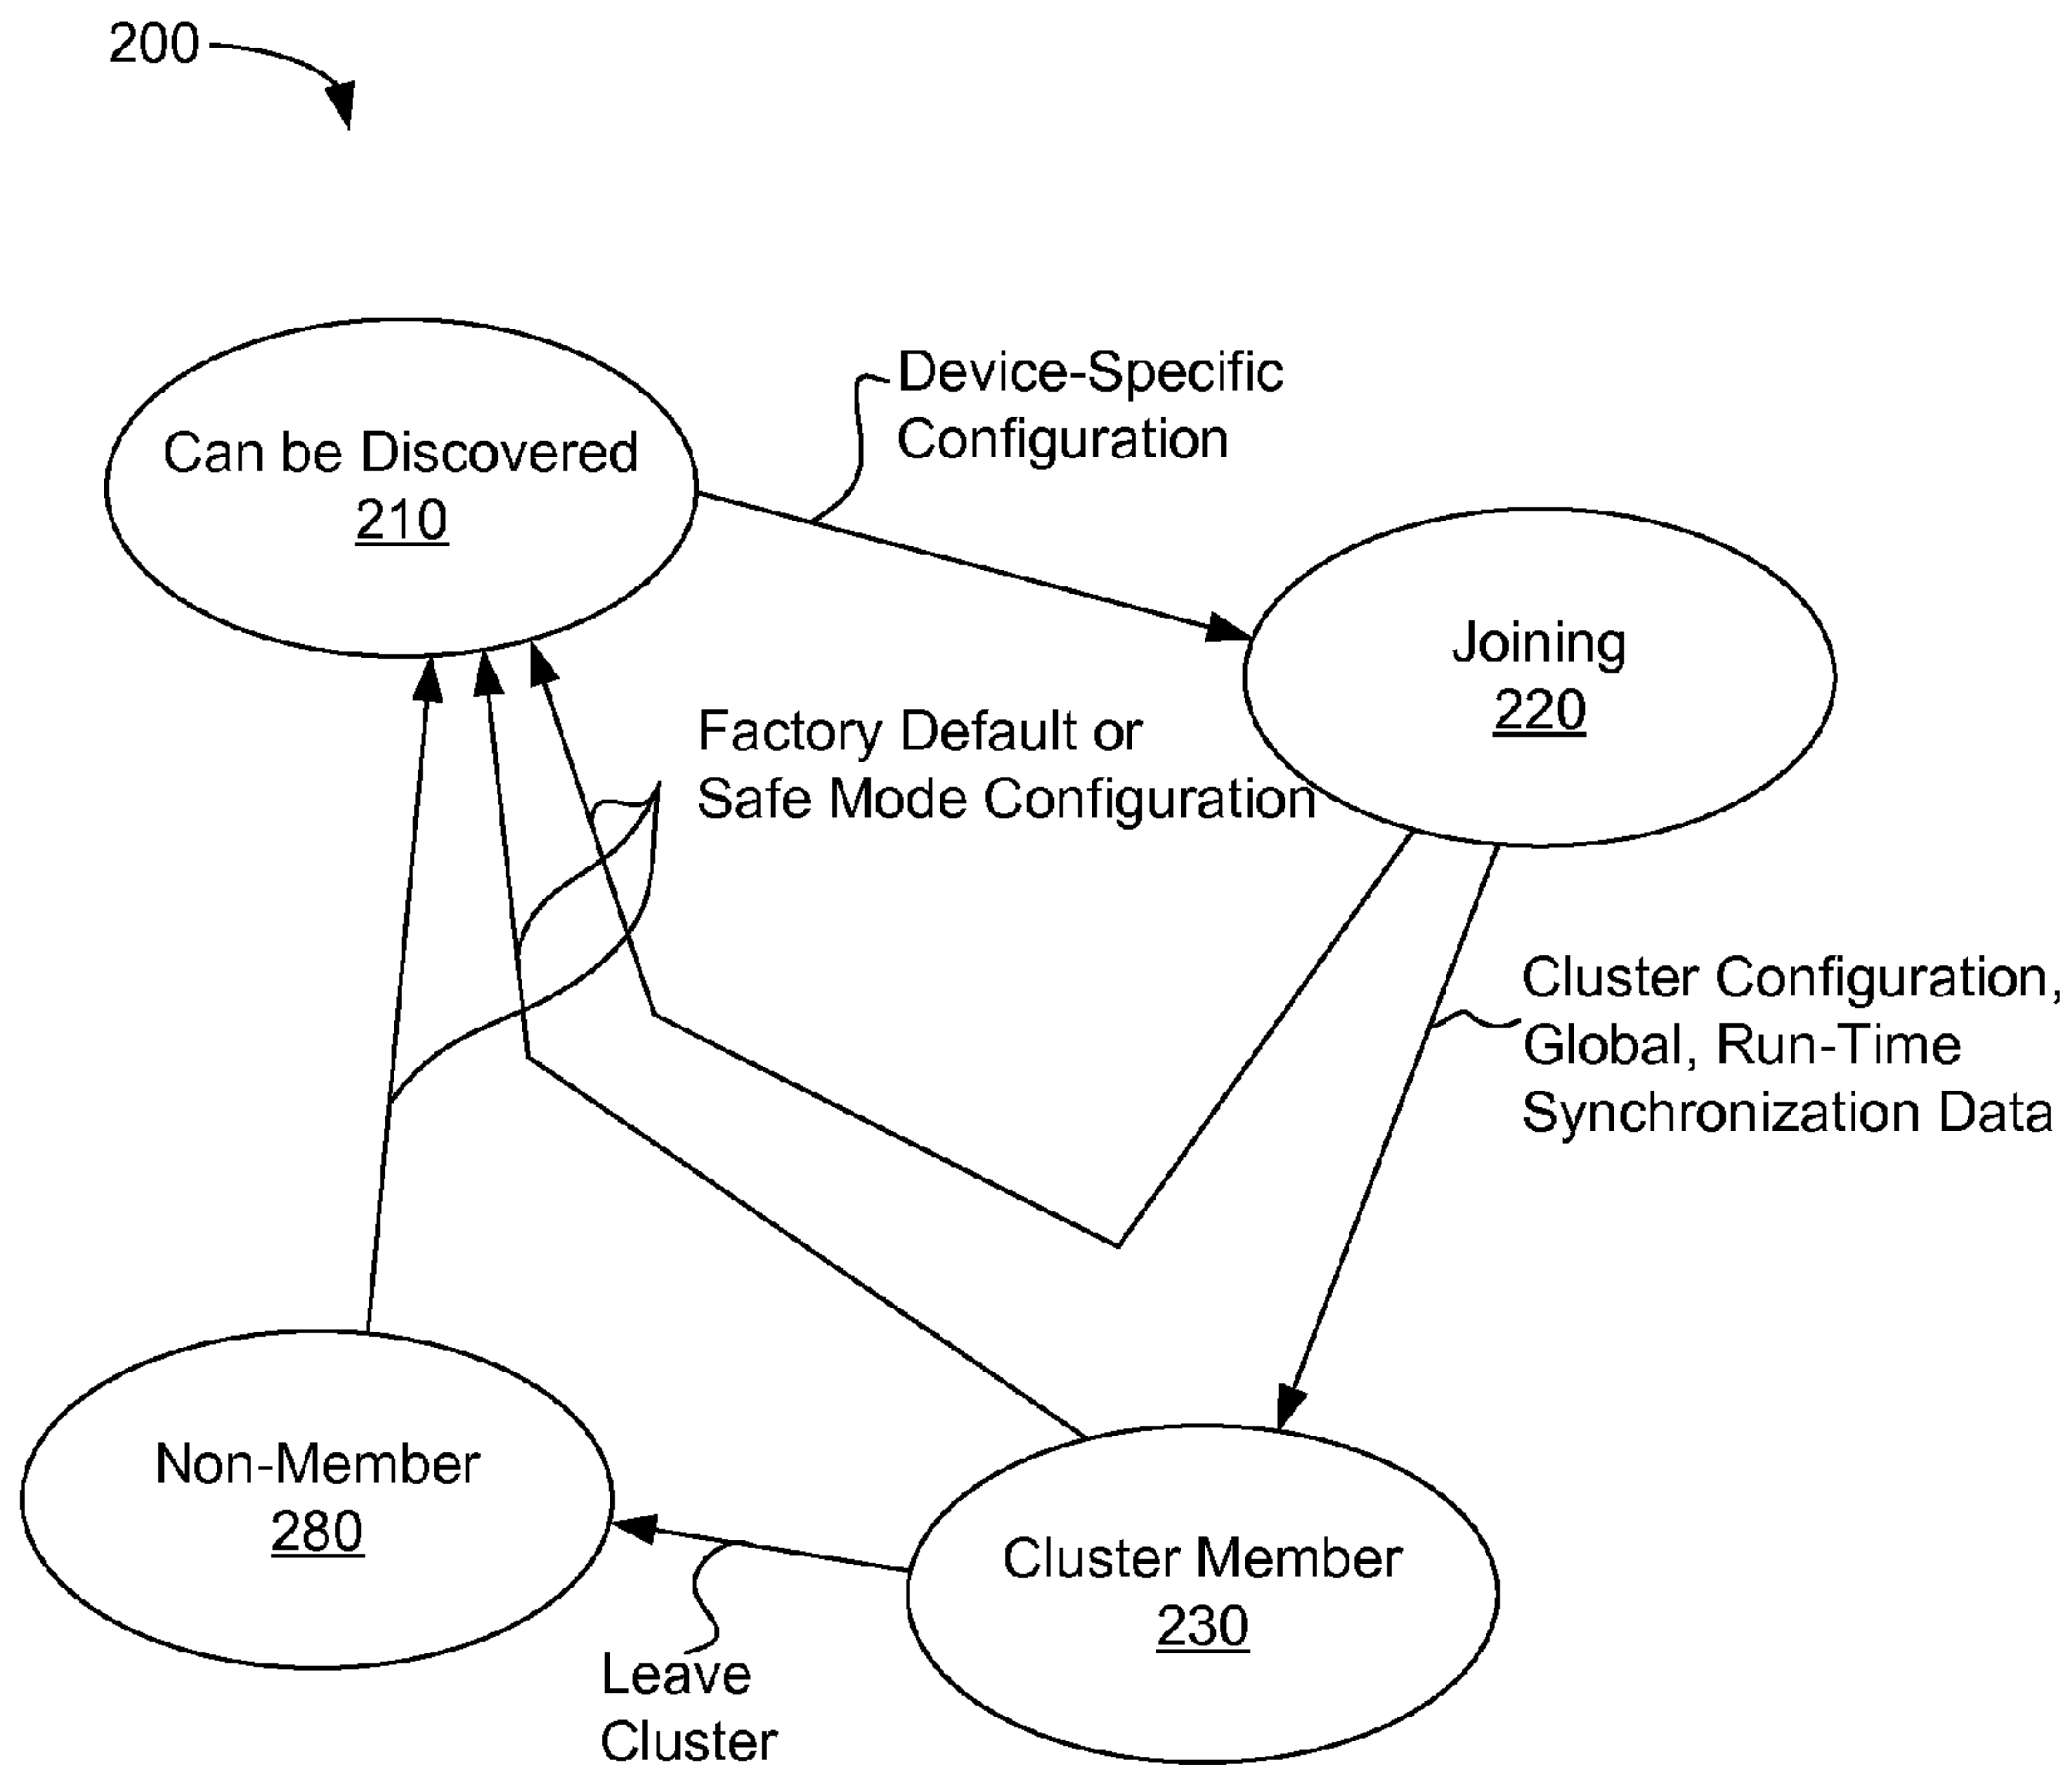 200
Device-Specific
Configuration
Can be Discovered
210
Joining
220
Factory Default or
Safe Mode Configuration
Cluster Configuration,
Global, Run-Time
Synchronization Data
Non-Member
280
Cluster Member
230
Leave
Cluster